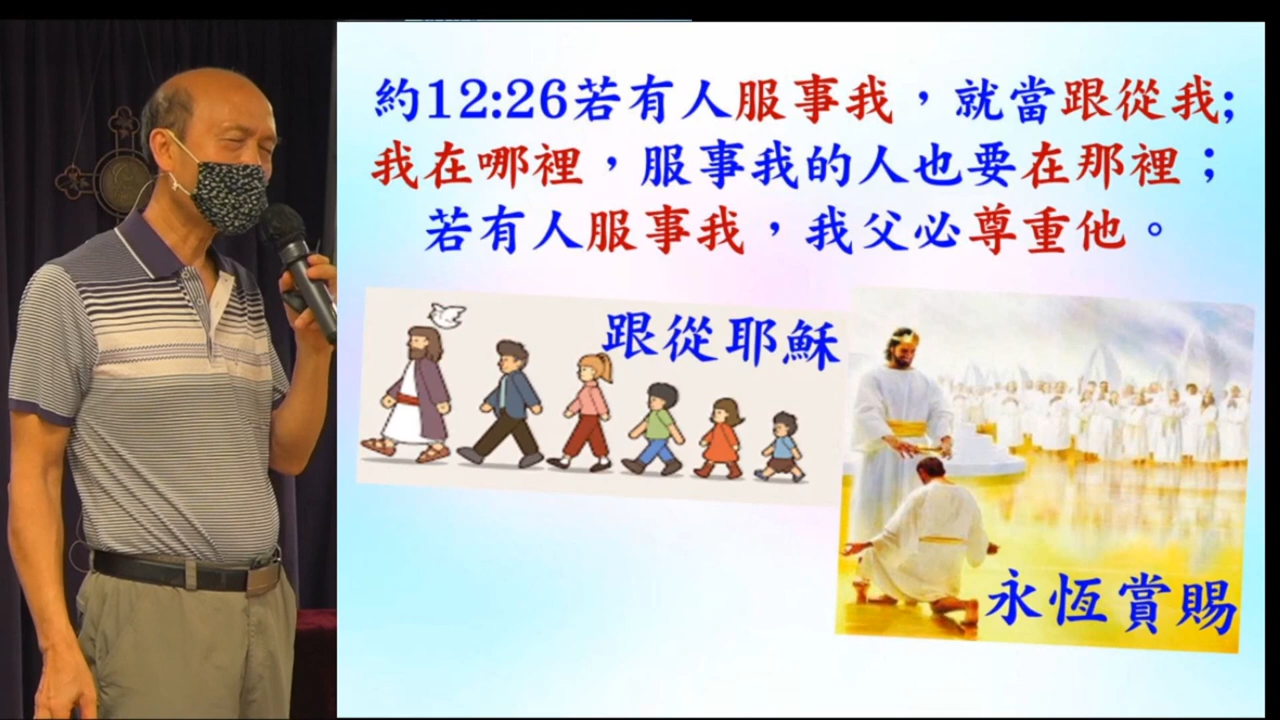 約12:26若有人服事我，就當跟從我;
我在哪裡，服事我的人也要在那裡；
若有人服事我，我父必尊重他。
跟從耶穌
永恆賞賜